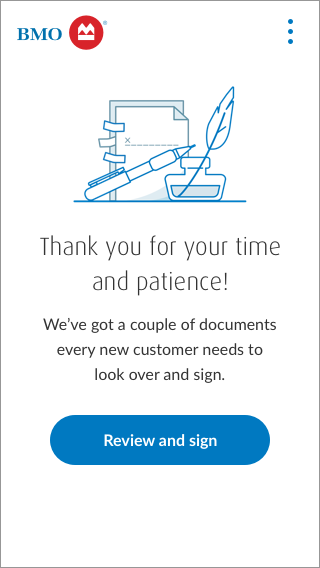 BMO
x
Thank you for your time
and patience!
We’ve got a couple of documents
every new customer needs to
look over and sign.
Review and sign